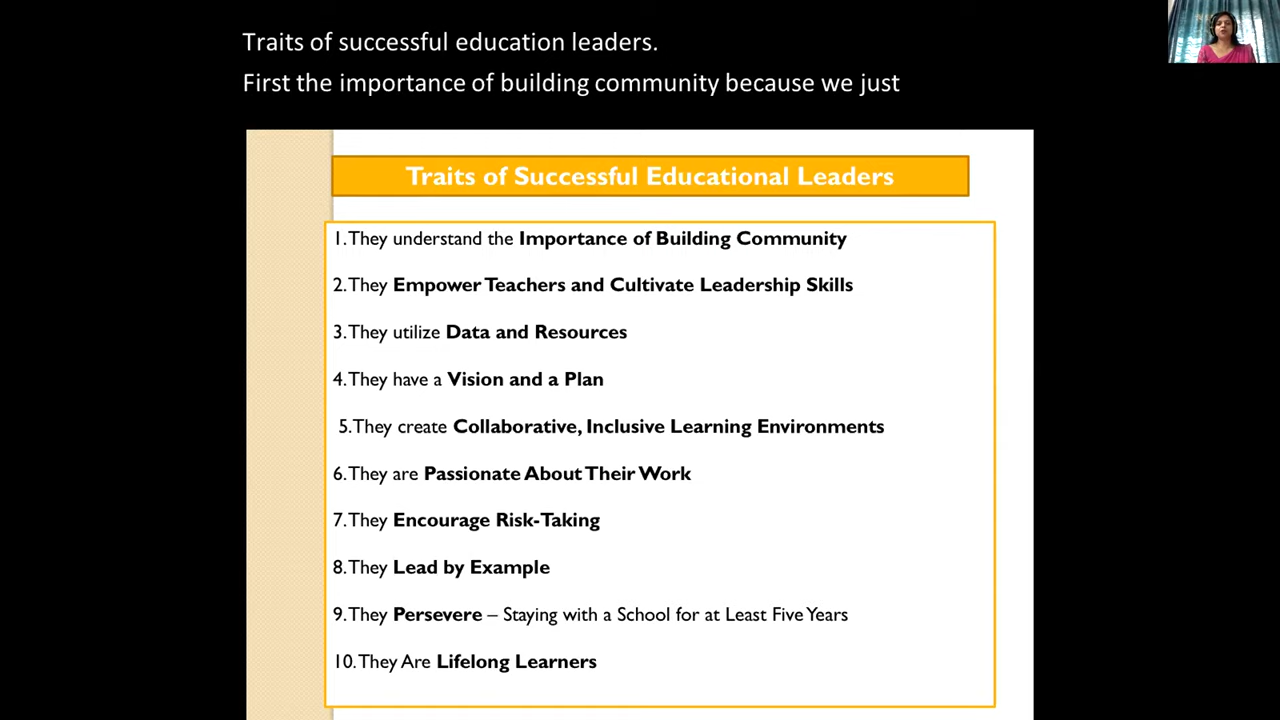 Traits of successful education leaders.
First the importance of building community because we just
Traits of Successful Educational Leaders
1. They understand the Importance of Building Community
2. They Empower Teachers and Cultivate Leadership Skills
3. They utilize Data and Resources
4. They have a Vision and a Plan
5. They create Collaborative, Inclusive Learning Environments
6. They are Passionate About Their Work
7. They Encourage Risk-Taking
8. They Lead by Example
9. They Persevere – Staying with a School for at Least Five Years
10. They Are Lifelong Learners